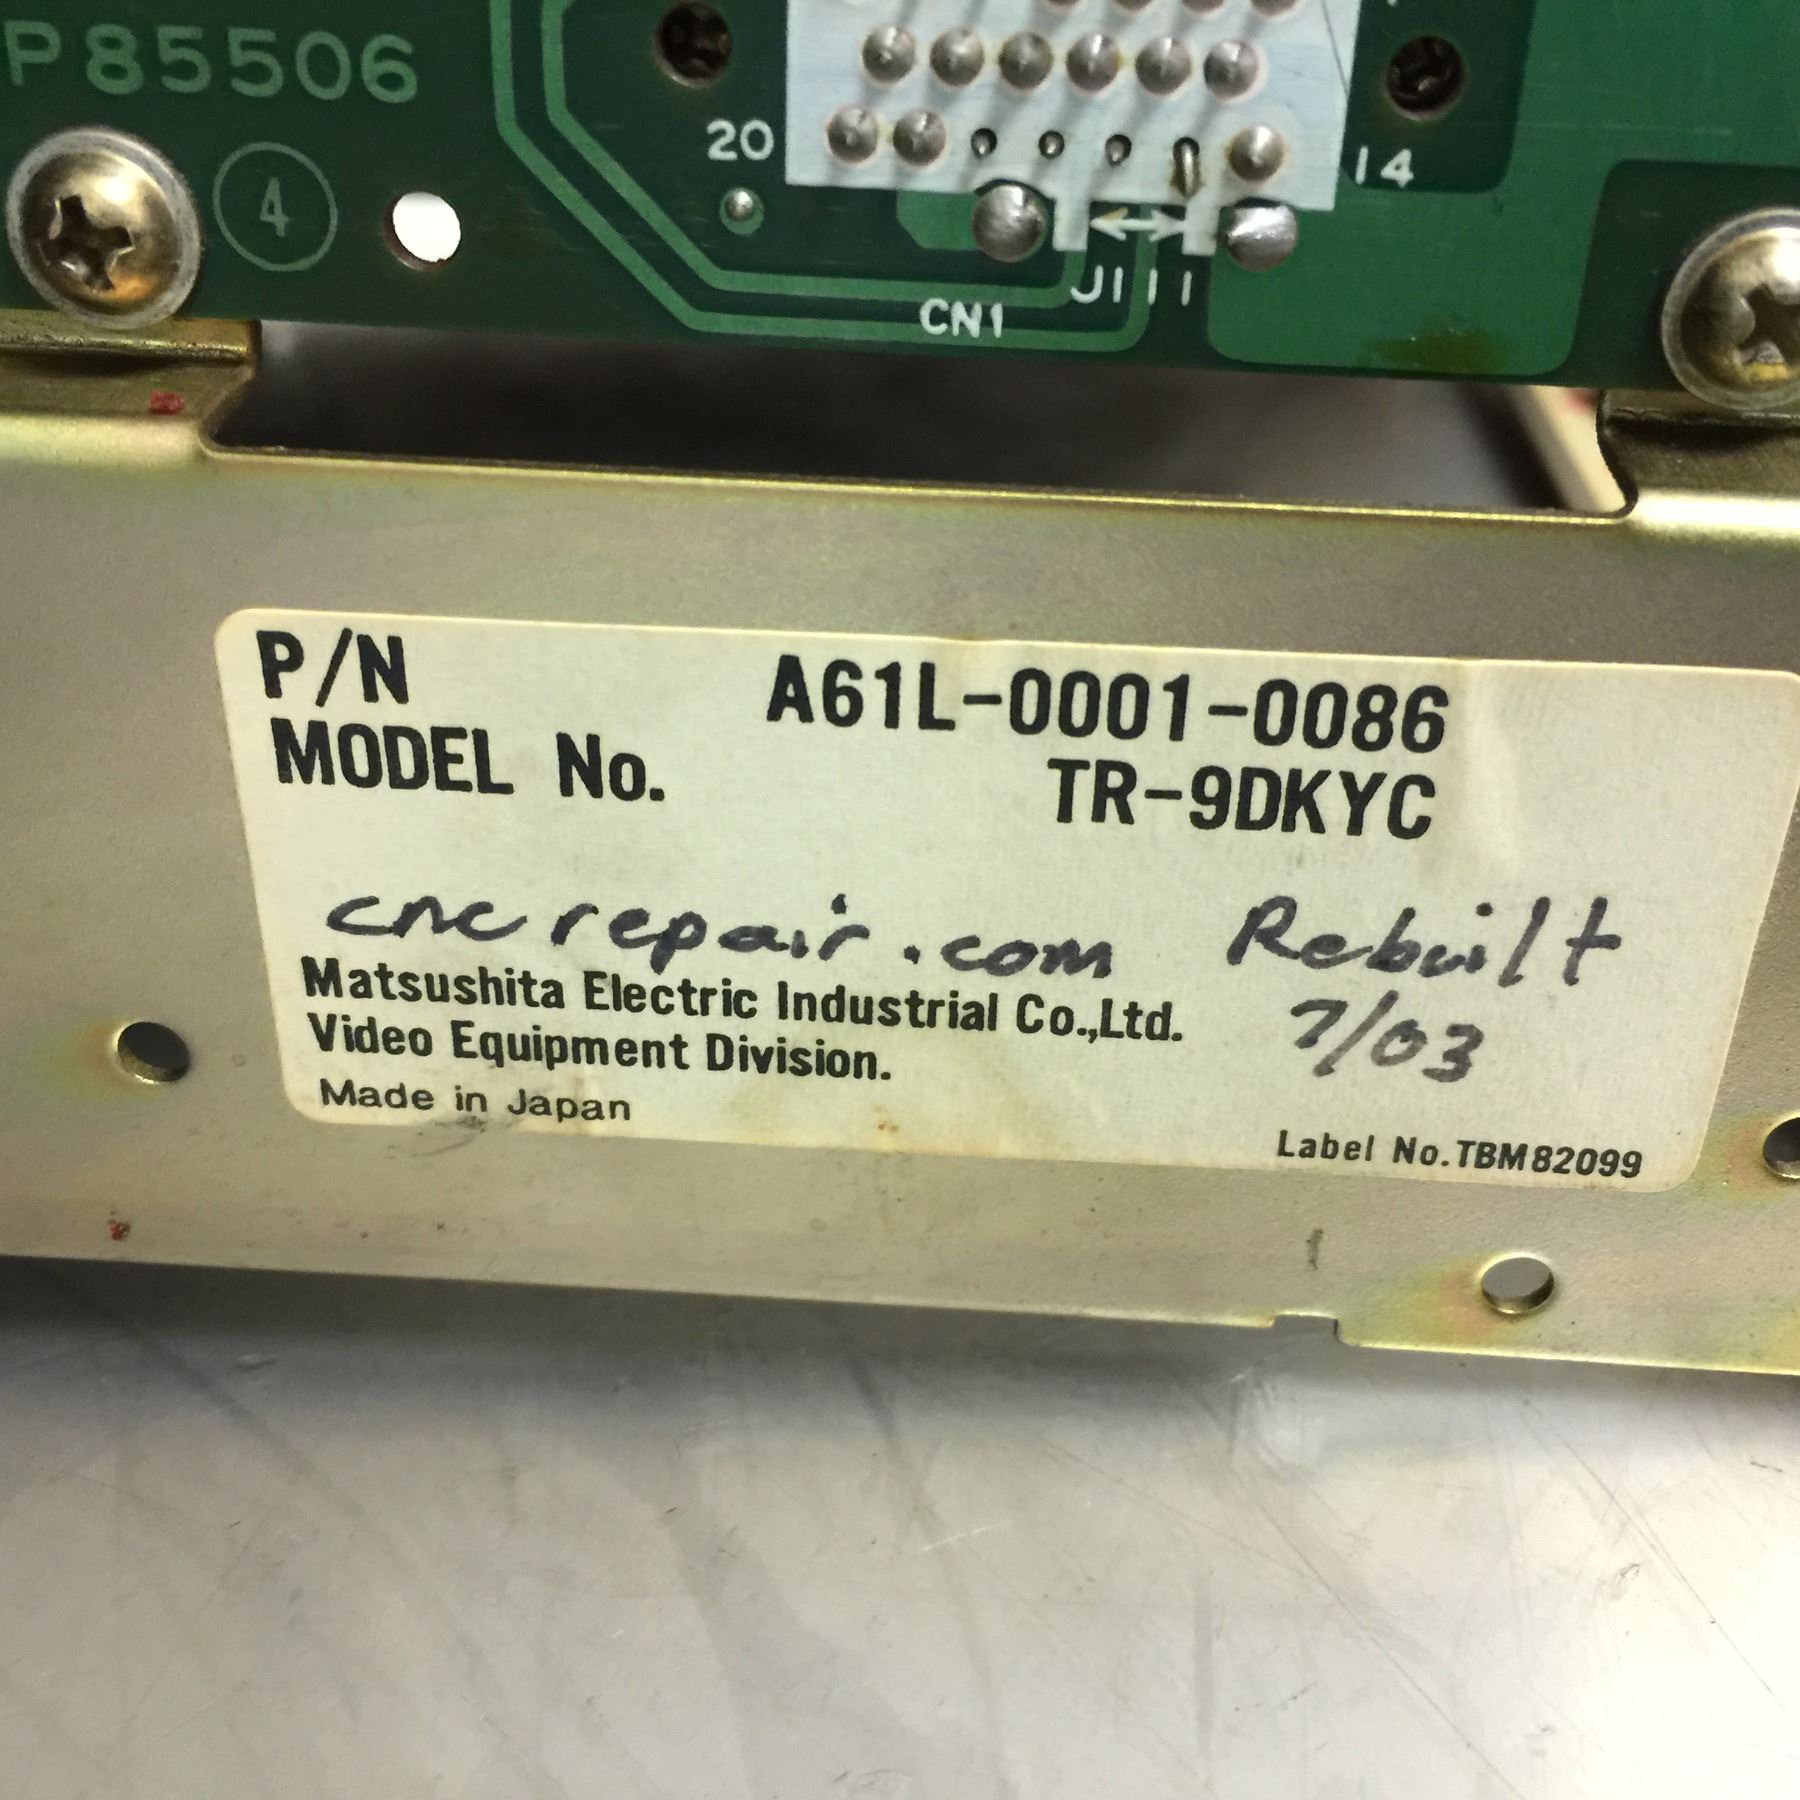 P85506
4
20
14
J111
CN1
P/N A61L-0001-0086
MODEL No. TR-9DKYC
cncrepair.com Rebuilt
7/03
Matsushita Electric Industrial Co.,Ltd.
Video Equipment Division.
Made in Japan
Label No.TBM82099